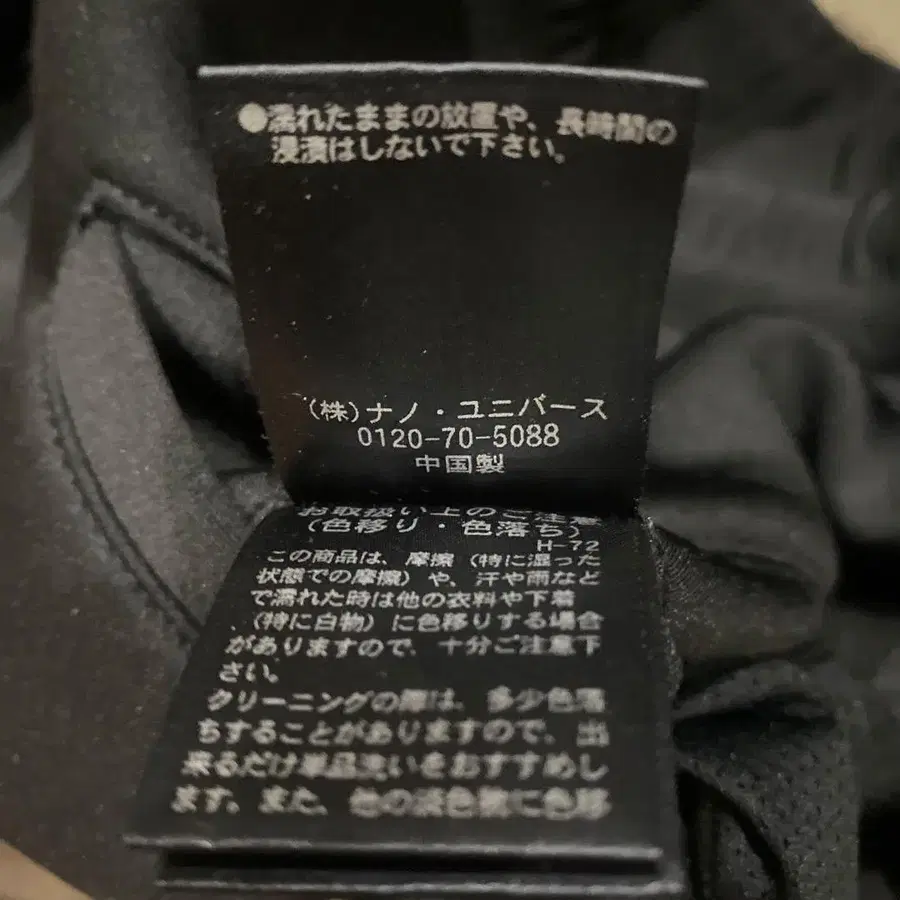 ●濡れたままの放置や、長時間の
浸漬はしないで下さい。
(株)ナノ・ユニバース
0120-70-5088
中国製
お取扱い上のご注意
(色移り・色落ち)
H-72
この商品は、摩擦(特に湿った
状態での摩擦)や、汗や雨など
で濡れた時は他の衣料や下着
、(特に白物)に色移りする場合
がありますので、十分ご注意下
さい。
クリーニングの際は、多少色落
ちすることがありますので、出
来るだけ単品洗いをおすすめし
ます。また、他の淡色物に色移